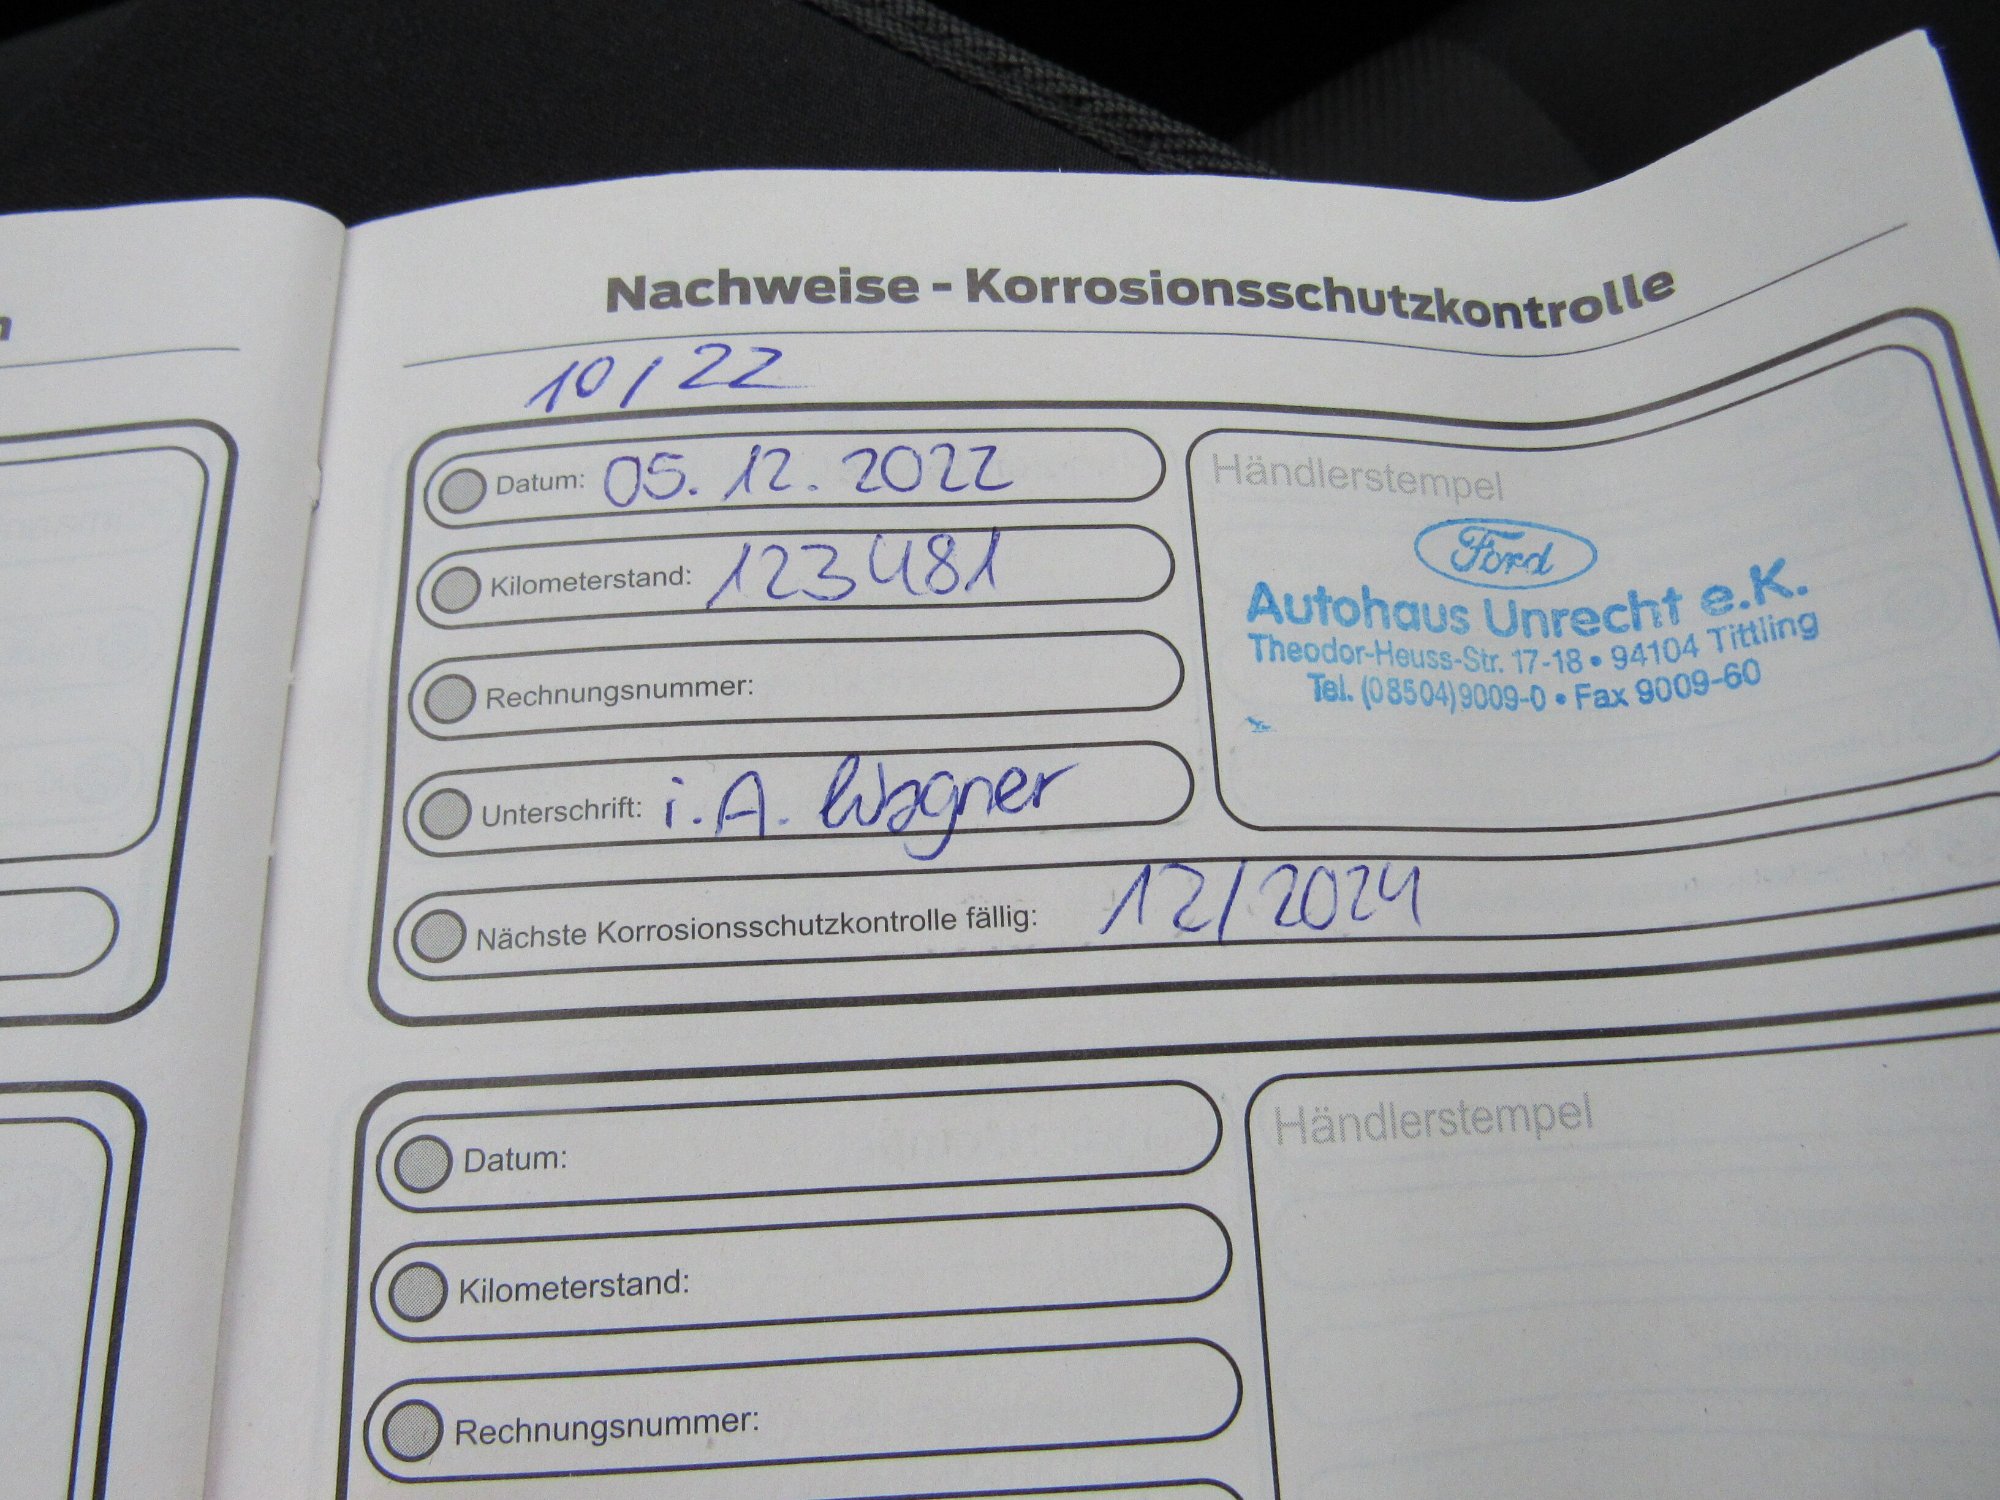 n
Nachweise - Korrosionsschutzkontrolle
10/22
Datum: 05.12.2022
Kilometerstand: 123481
Rechnungsnummer:
Unterschrift: i.A. Wagner
Nächste Korrosionsschutzkontrolle fällig: 12/2024
Händlerstempel
Ford
Autohaus Unrecht e.K.
Theodor-Heuss-Str. 17-18 • 94104 Tittling
Tel. (08504)9009-0 • Fax 9009-60
Datum:
Kilometerstand:
Rechnungsnummer:
Händlerstempel